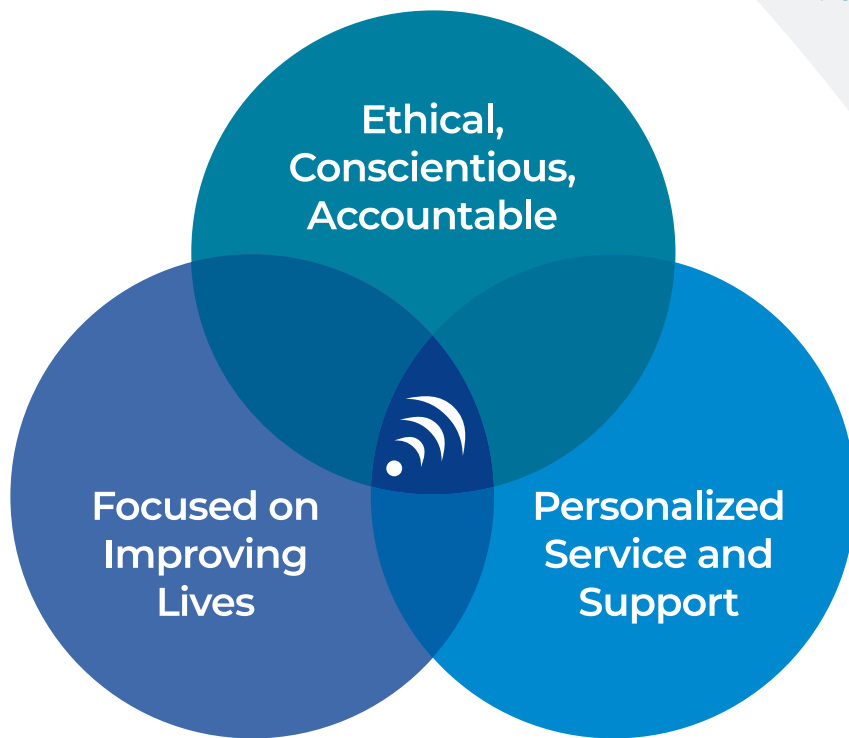 Ethical,
Conscientious,
Accountable
Focused on
Improving
Lives
Personalized
Service and
Support